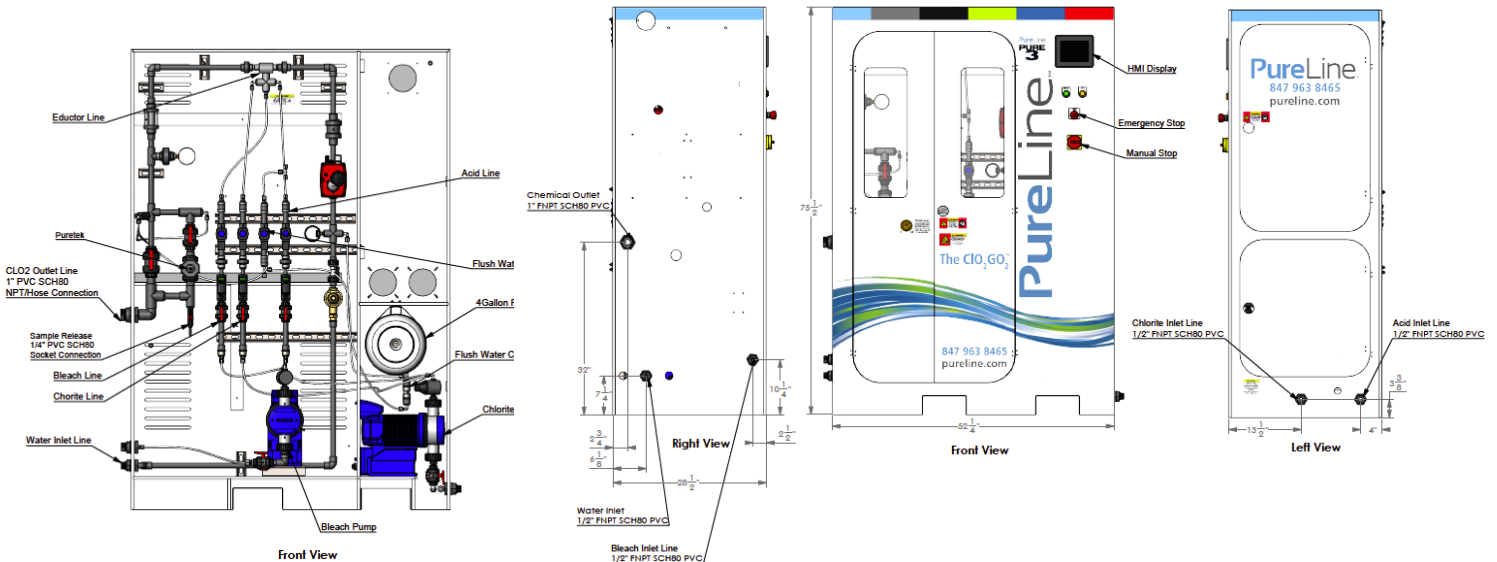 Eductor Line
Acid Line
Puretek
CLO2 Outlet Line
1" PVC SCH80
NPT/Hose Connection
Flush Wat
Sample Release
1/4" PVC SCH80
Socket Connection
4Gallon F
Bleach Line
Flush Water C
Chorite Line
Chlorite
Water Inlet Line
Bleach Pump
Front View
Chemical Outlet
1" FNPT SCH80 PVC
32"
7 1/4"
2 3/4"
6 1/8"
10 1/4"
2 1/2"
28 1/2"
Right View
Water Inlet
1/2" FNPT SCH80 PVC
Bleach Inlet Line
1/2" FNPT SCH80 PVC
75 1/2"
PureLine
PURE
3
HMI Display
Emergency Stop
Manual Stop
PureLine
The ClO2GO2
847 963 8465
pureline.com
52 1/4"
Front View
PureLine
847 963 8465
pureline.com
Chlorite Inlet Line
1/2" FNPT SCH80 PVC
Acid Inlet Line
1/2" FNPT SCH80 PVC
5 3/8"
13 1/2"
4"
Left View